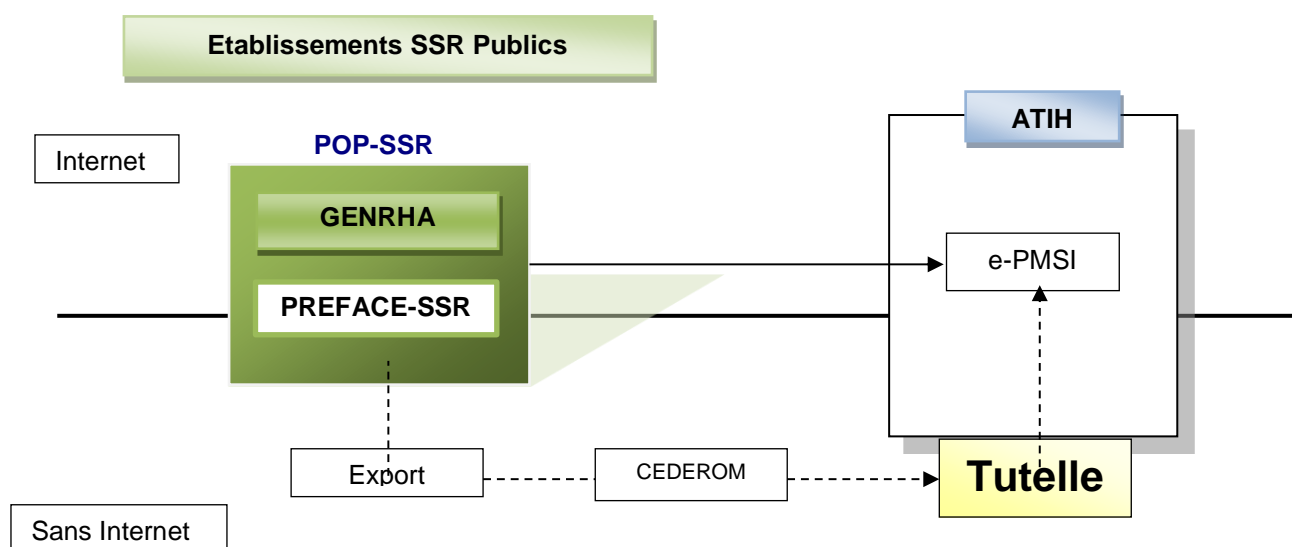 Etablissements SSR Publics
ATIH
POP-SSR
Internet
GENRHA
e-PMSI
PREFACE-SSR
Export
CEDEROM
Tutelle
Sans Internet